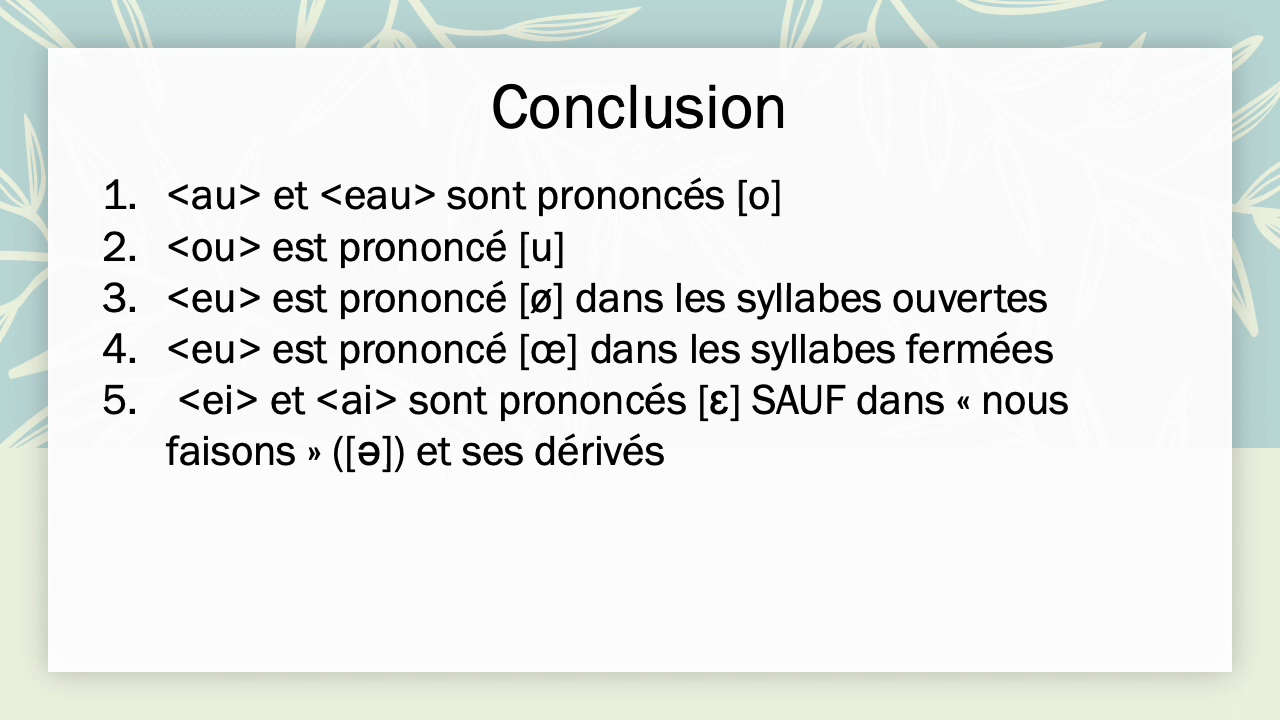 Conclusion
1. <au> et <eau> sont prononcés [o]
2. <ou> est prononcé [u]
3. <eu> est prononcé [ø] dans les syllabes ouvertes
4. <eu> est prononcé [œ] dans les syllabes fermées
5. <ei> et <ai> sont prononcés [ɛ] SAUF dans « nous
faisons » ([ə]) et ses dérivés